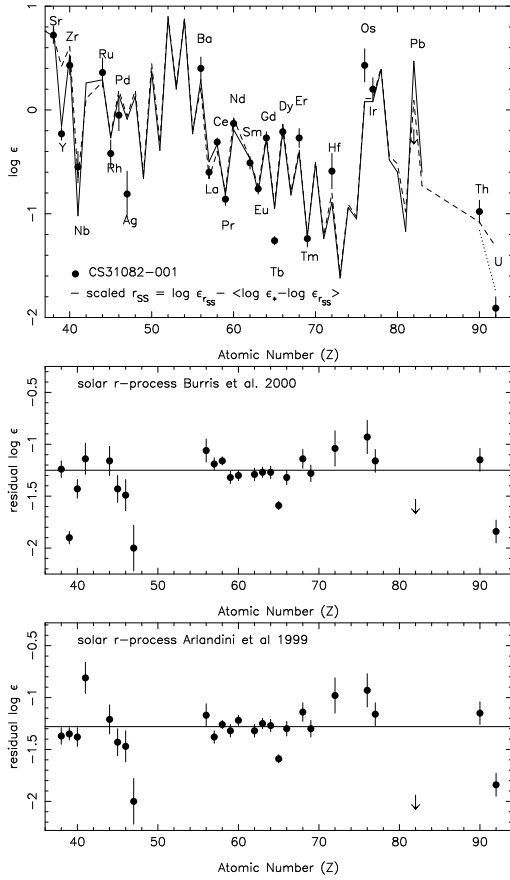 Sr
Zr
Ru
Pd
Ba
Os
Pb
Y
Rh
Ag
Nb
Ce
Nd
Sm
Gd
Dy
Er
Hf
Ir
Th
La
Pr
Eu
Tb
Tm
U
1
0
−1
−2
log ε
CS31082−001
− scaled r_SS = log ε_r_SS − <log ε_*−log ε_r_SS>
40 50 60 70 80 90
Atomic Number (Z)
solar r−process Burris et al. 2000
−0.5
−1
−1.5
−2
residual log ε
40 50 60 70 80 90
Atomic Number (Z)
solar r−process Arlandini et al 1999
−0.5
−1
−1.5
−2
residual log ε
40 50 60 70 80 90
Atomic Number (Z)